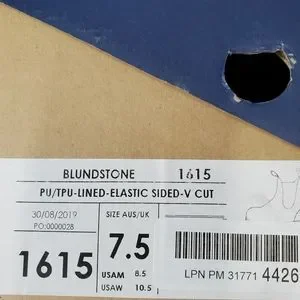 BLUNDSTONE 1615
PU/TPU-LINED-ELASTIC SIDED-V CUT
30/08/2019
PO:0000028
1615
SIZE AUS/UK
7.5
USAM 8.5
USAW 10.5
LPN PM 31771 4426